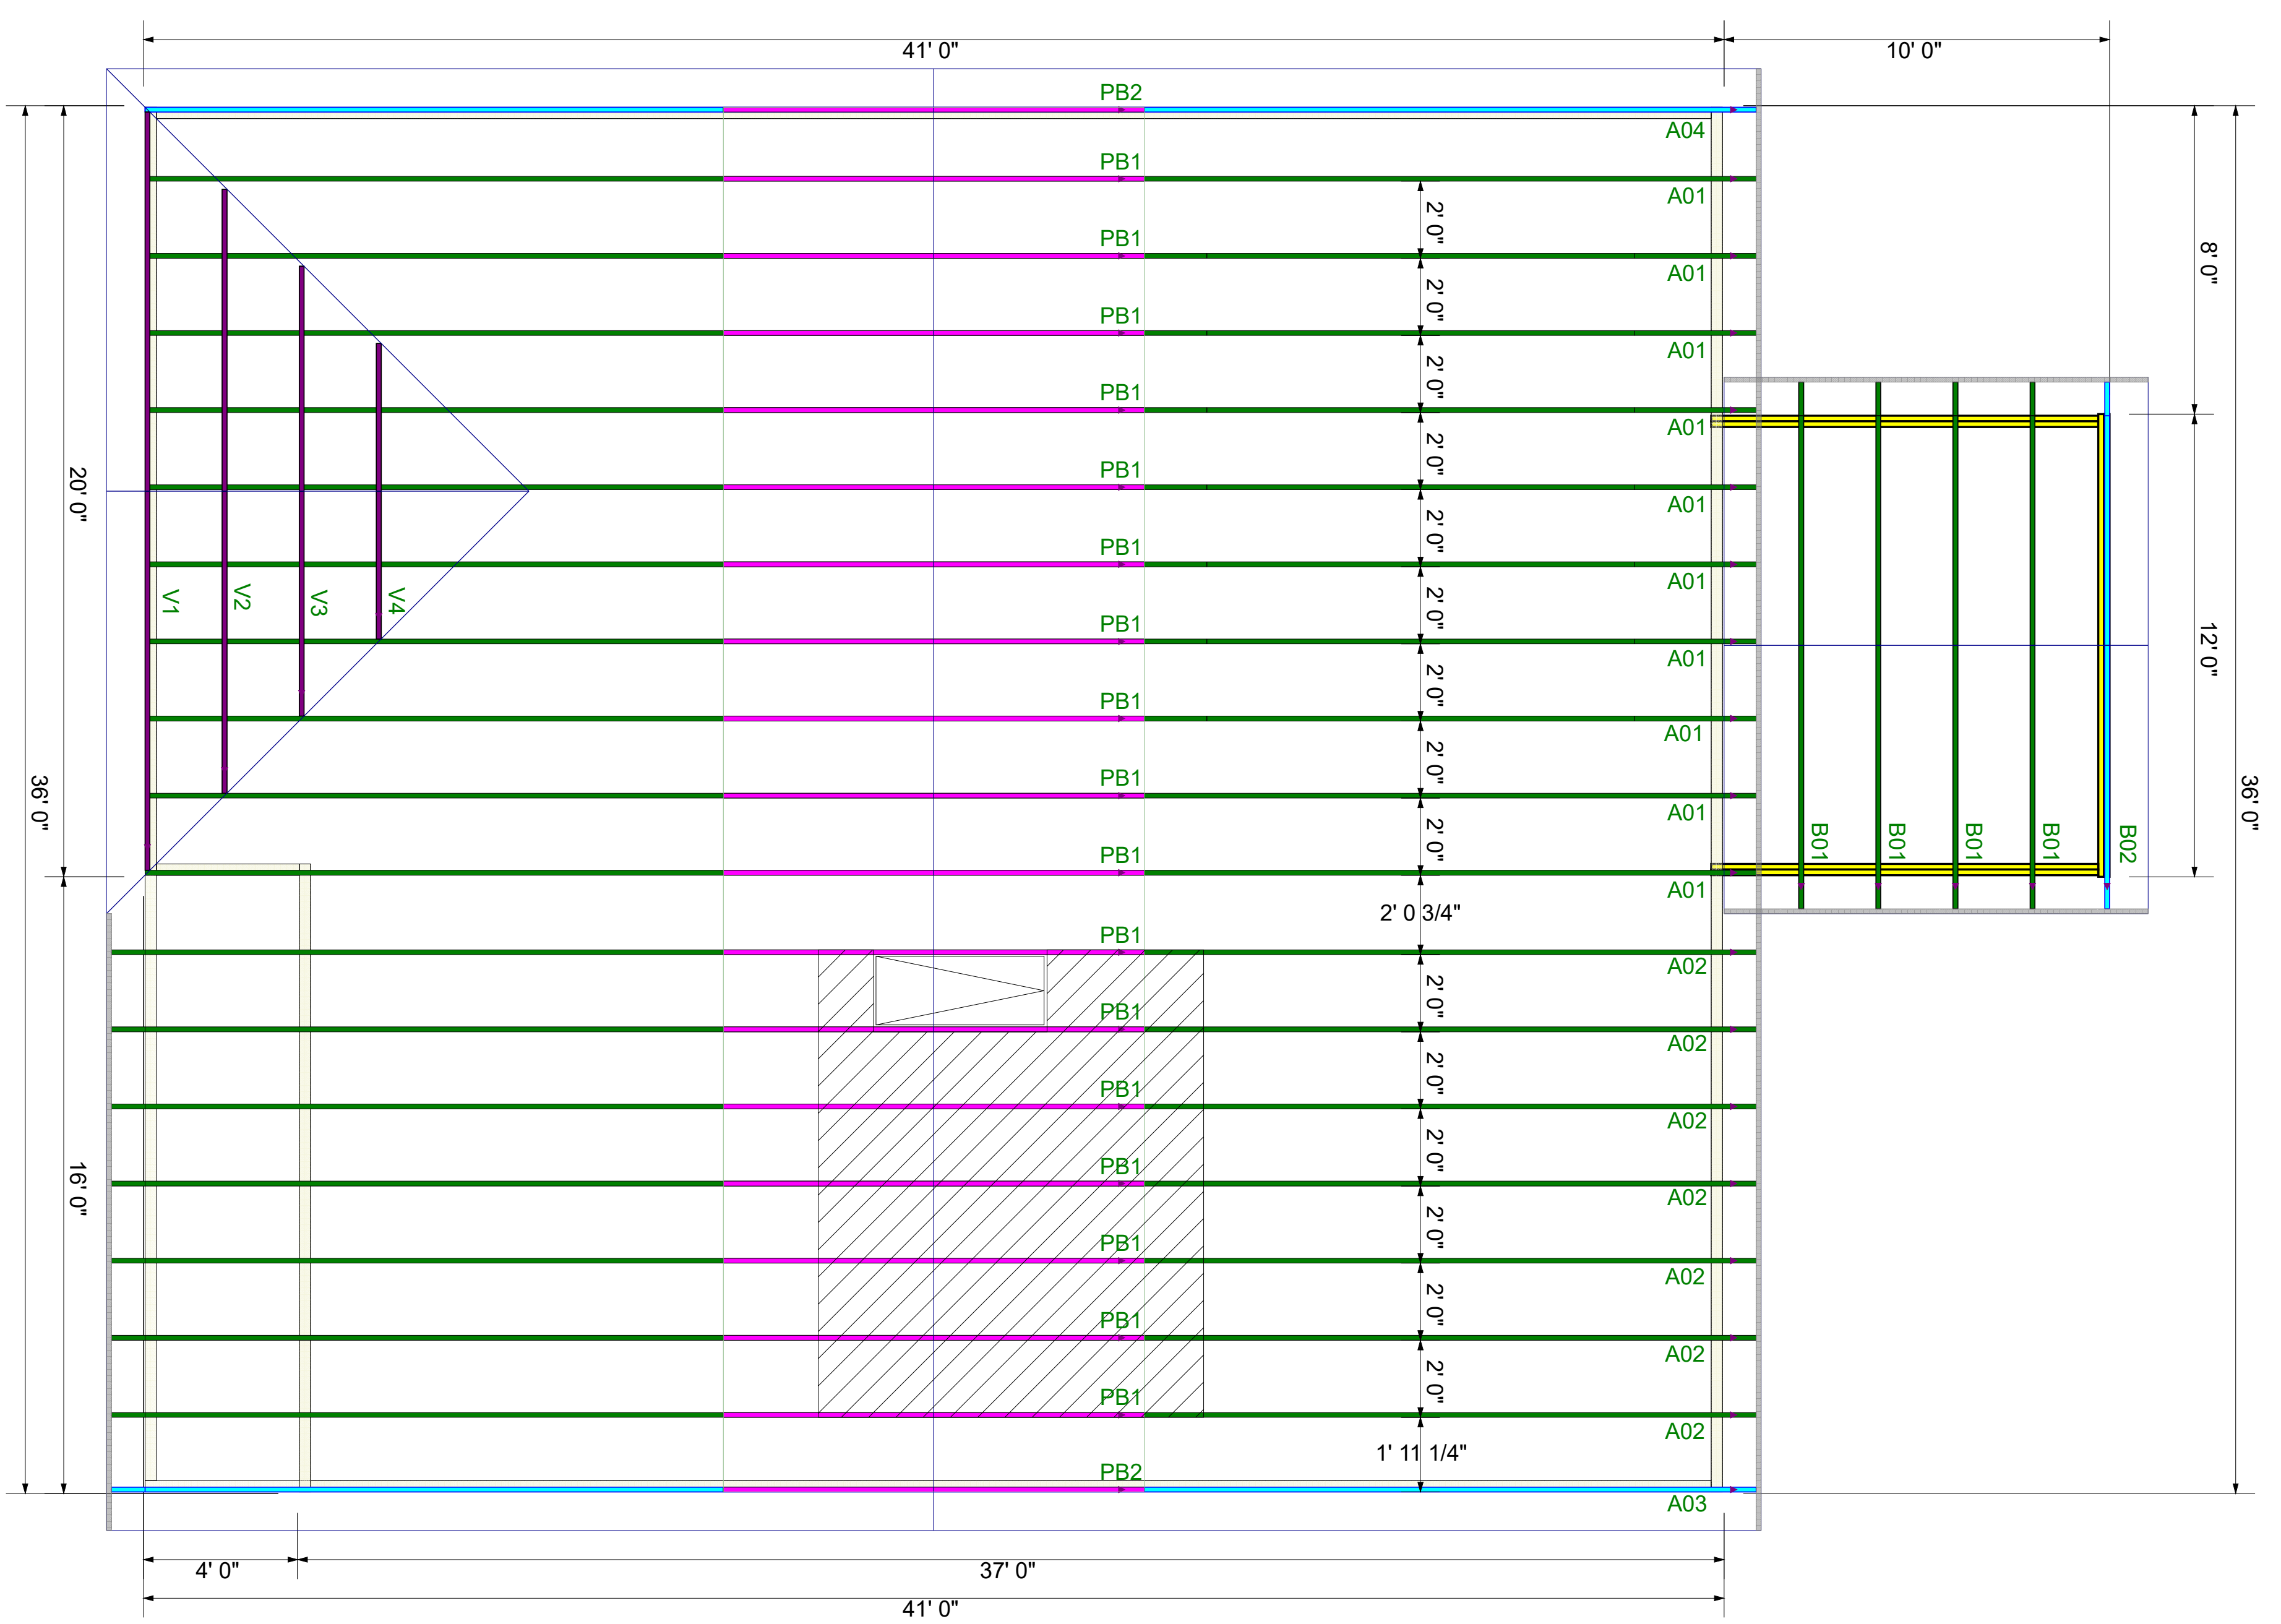 41' 0"
10' 0"
PB2
A04
PB1
A01
2' 0"
PB1
A01
2' 0"
PB1
A01
2' 0"
PB1
A01
2' 0"
PB1
A01
2' 0"
PB1
A01
2' 0"
PB1
A01
2' 0"
PB1
A01
2' 0"
PB1
A01
2' 0"
PB1
A01
2' 0 3/4"
PB1
A02
2' 0"
PB1
A02
2' 0"
PB1
A02
2' 0"
PB1
A02
2' 0"
PB1
A02
2' 0"
PB1
A02
2' 0"
PB1
A02
1' 11 1/4"
PB2
A03
V1
V2
V3
V4
20' 0"
36' 0"
16' 0"
8' 0"
12' 0"
36' 0"
B01
B01
B01
B01
B02
4' 0"
37' 0"
41' 0"